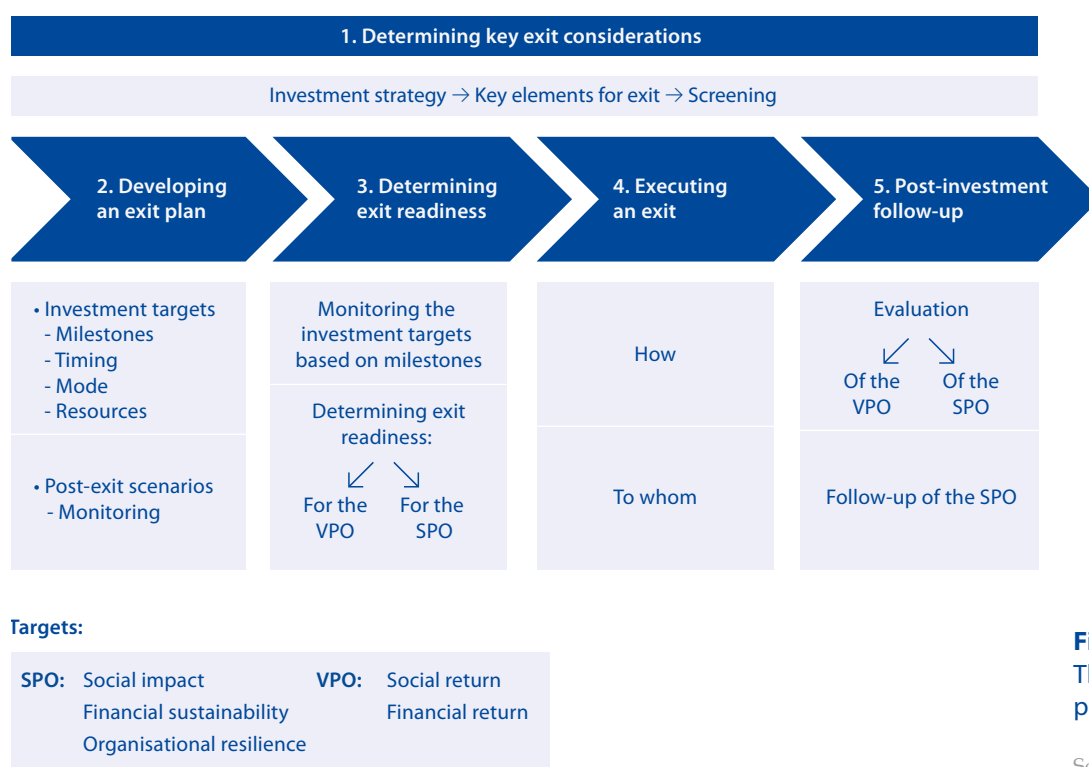 1. Determining key exit considerations
Investment strategy → Key elements for exit → Screening
2. Developing
an exit plan
3. Determining
exit readiness
4. Executing
an exit
5. Post-investment
follow-up
• Investment targets
- Milestones
- Timing
- Mode
- Resources
• Post-exit scenarios
- Monitoring
Monitoring the
investment targets
based on milestones
Determining exit
readiness:
For the
VPO
For the
SPO
How
To whom
Evaluation
Of the
VPO
Of the
SPO
Follow-up of the SPO
Targets:
SPO: Social impact
Financial sustainability
Organisational resilience
VPO: Social return
Financial return